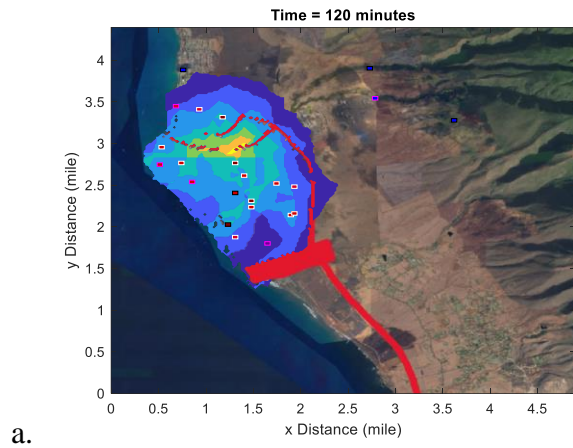 Time = 120 minutes
4
3.5
3
2.5
2
1.5
1
0.5
0
y Distance (mile)
0 0.5 1 1.5 2 2.5 3 3.5 4 4.5
x Distance (mile)
a.